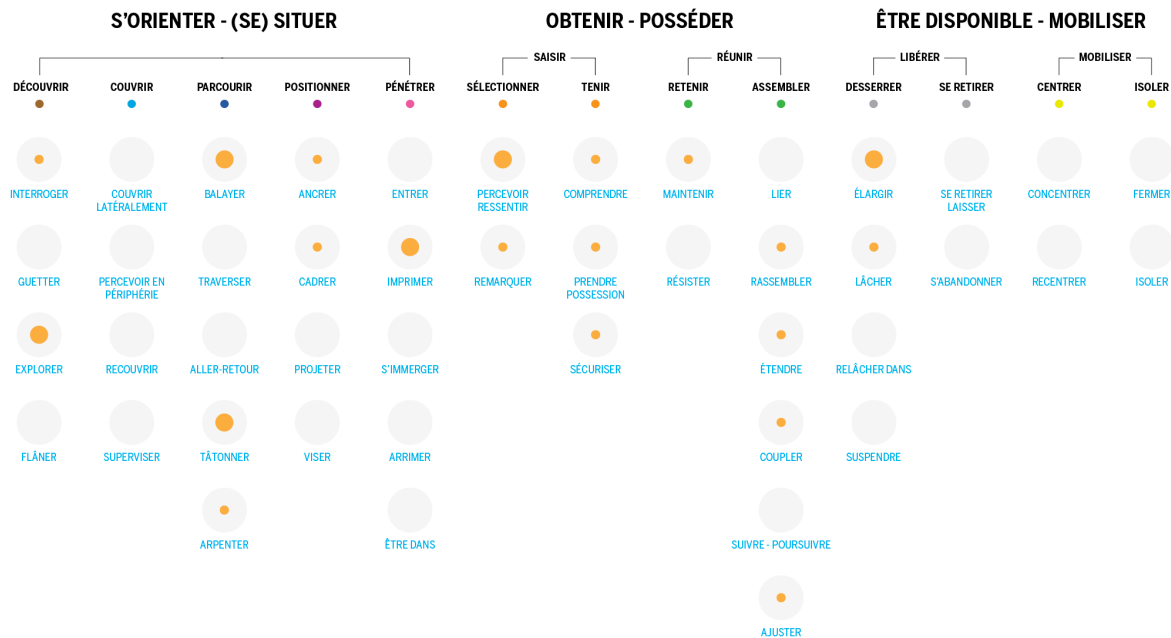 S'ORIENTER - (SE) SITUER
OBTENIR - POSSÉDER
ÊTRE DISPONIBLE - MOBILISER
SAISIR
RÉUNIR
LIBÉRER
MOBILISER
DÉCOUVRIR
COUVRIR
PARCOURIR
POSITIONNER
PÉNÉTRER
SÉLECTIONNER
TENIR
RETENIR
ASSEMBLER
DESSERRER
SE RETIRER
CENTRER
ISOLER
INTERROGER
COUVRIR
LATÉRALEMENT
BALAYER
ANCRER
ENTRER
PERCEVOIR
RESSENTIR
COMPRENDRE
MAINTENIR
LIER
ÉLARGIR
SE RETIRER
LAISSER
CONCENTRER
FERMER
GUETTER
PERCEVOIR EN
PÉRIPHÉRIE
TRAVERSER
CADRER
IMPRIMER
REMARQUER
PRENDRE
POSSESSION
RÉSISTER
RASSEMBLER
LÂCHER
S'ABANDONNER
RECENTRER
ISOLER
EXPLORER
RECOUVRIR
ALLER-RETOUR
PROJETER
S'IMMERGER
SÉCURISER
ÉTENDRE
RELÂCHER DANS
FLÂNER
SUPERVISER
TÂTONNER
VISER
ARRIMER
COUPLER
SUSPENDRE
ARPENTER
ÊTRE DANS
SUIVRE - POURSUIVRE
AJUSTER